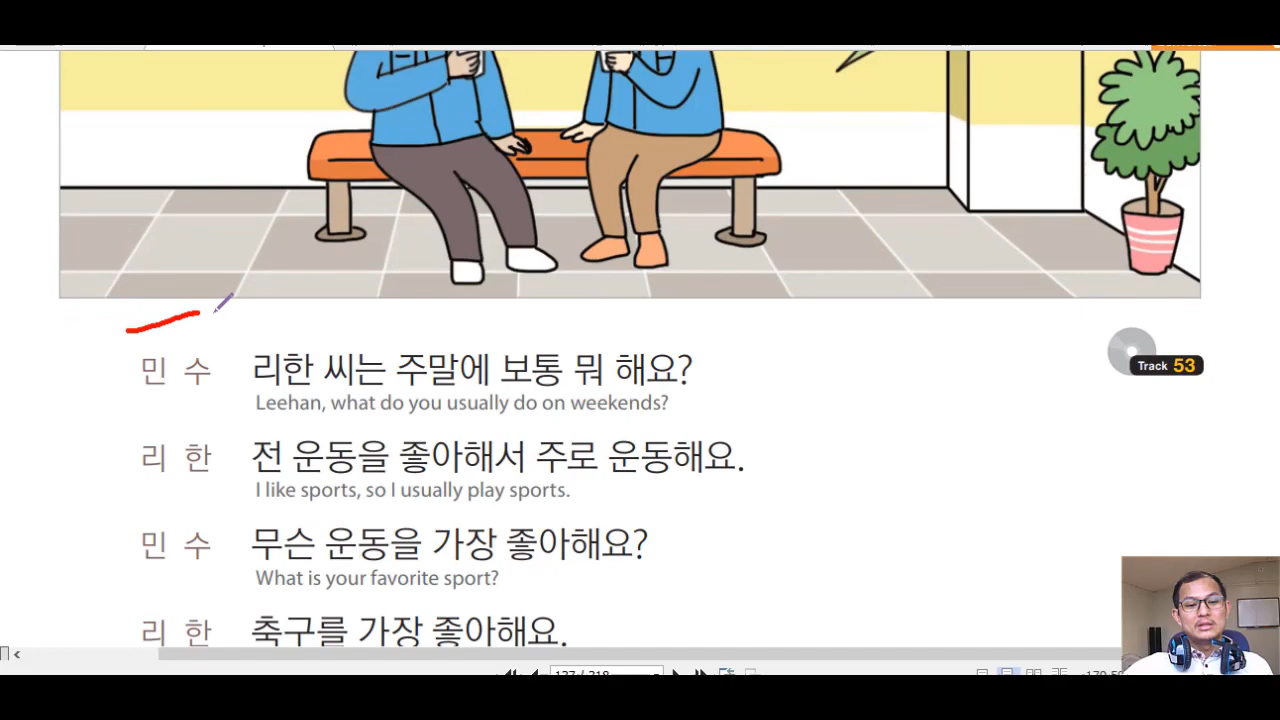 민 수 리한 씨는 주말에 보통 뭐 해요?
Leehan, what do you usually do on weekends?
Track 53
리 한 전 운동을 좋아해서 주로 운동해요.
I like sports, so I usually play sports.
민 수 무슨 운동을 가장 좋아해요?
What is your favorite sport?
리 한 축구를 가장 좋아해요.